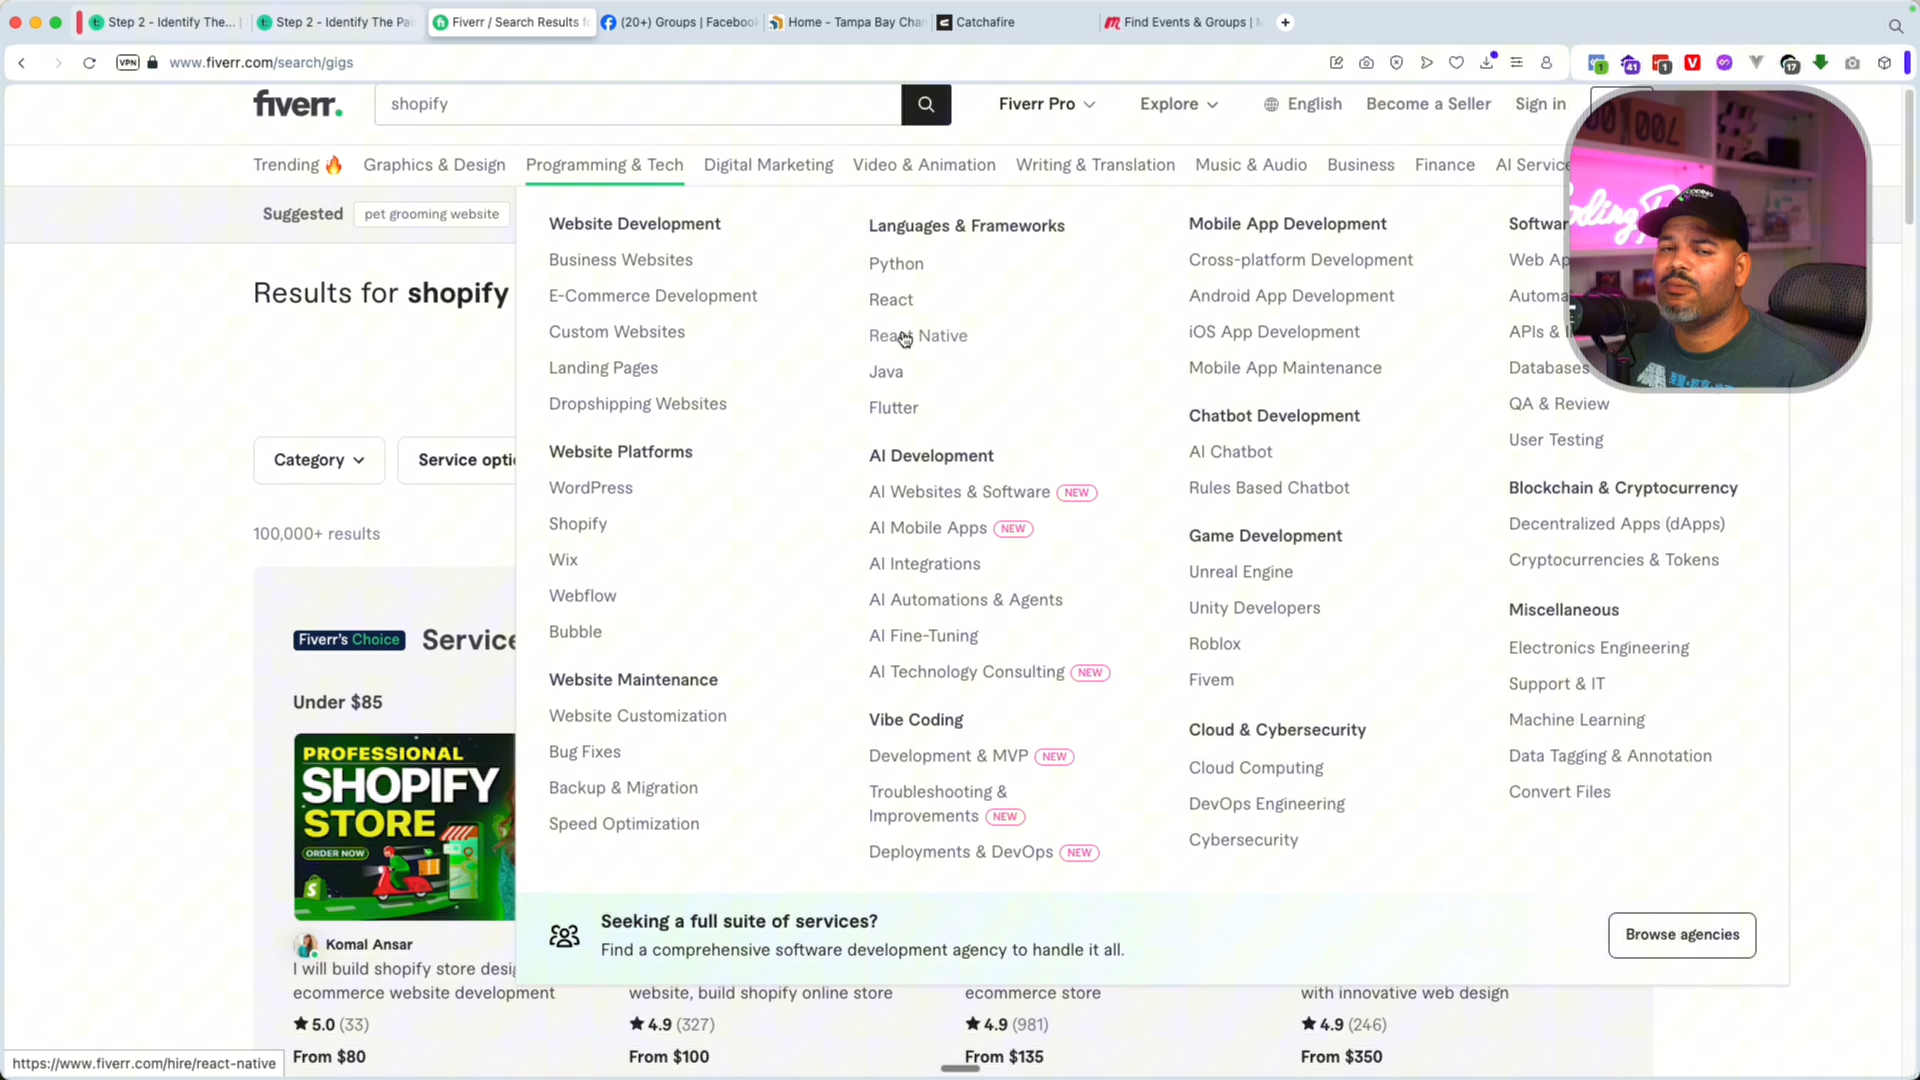 Step 2 - Identify The...
Step 2 - Identify The Pai
Fiverr / Search Results fo
(20+) Groups | Facebook
Home - Tampa Bay Chan
Catchafire
Find Events & Groups | M
VPN
www.fiverr.com/search/gigs
1
41
1
17
fiverr.
shopify
Fiverr Pro
Explore
English
Become a Seller
Sign in
Trending
Graphics & Design
Programming & Tech
Digital Marketing
Video & Animation
Writing & Translation
Music & Audio
Business
Finance
AI Service
Suggested
pet grooming website
Results for shopify
Category
Service optio
100,000+ results
Website Development
Business Websites
E-Commerce Development
Custom Websites
Landing Pages
Dropshipping Websites
Website Platforms
WordPress
Shopify
Wix
Webflow
Bubble
Website Maintenance
Website Customization
Bug Fixes
Backup & Migration
Speed Optimization
Languages & Frameworks
Python
React
React Native
Java
Flutter
AI Development
AI Websites & Software NEW
AI Mobile Apps NEW
AI Integrations
AI Automations & Agents
AI Fine-Tuning
AI Technology Consulting NEW
Vibe Coding
Development & MVP NEW
Troubleshooting &
Improvements NEW
Deployments & DevOps NEW
Mobile App Development
Cross-platform Development
Android App Development
iOS App Development
Mobile App Maintenance
Chatbot Development
AI Chatbot
Rules Based Chatbot
Game Development
Unreal Engine
Unity Developers
Roblox
Fivem
Cloud & Cybersecurity
Cloud Computing
DevOps Engineering
Cybersecurity
Softwar
Web Ap
Automa
APIs & I
Databases
QA & Review
User Testing
Blockchain & Cryptocurrency
Decentralized Apps (dApps)
Cryptocurrencies & Tokens
Miscellaneous
Electronics Engineering
Support & IT
Machine Learning
Data Tagging & Annotation
Convert Files
Seeking a full suite of services?
Find a comprehensive software development agency to handle it all.
Browse agencies
Fiverr's Choice
Service
Under $85
PROFESSIONAL
SHOPIFY
STORE
ORDER NOW
Komal Ansar
I will build shopify store desig
ecommerce website development
5.0 (33)
From $80
website, build shopify online store
4.9 (327)
From $100
ecommerce store
4.9 (981)
From $135
with innovative web design
4.9 (246)
From $350
https://www.fiverr.com/hire/react-native